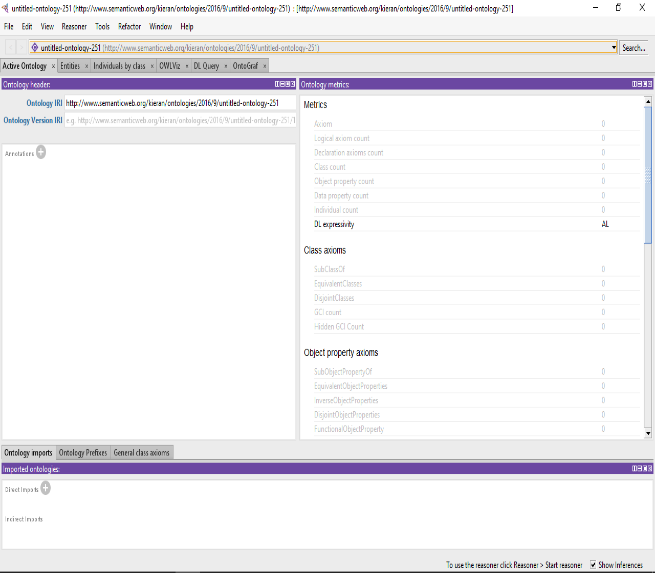 untitled-ontology-251 (http://www.semanticweb.org/kieran/ontologies/2016/9/untitled-ontology-251) : [http://www.semanticweb.org/kieran/ontologies/2016/9/untitled-ontology-251]
File Edit View Reasoner Tools Refactor Window Help
untitled-ontology-251 (http://www.semanticweb.org/kieran/ontologies/2016/9/untitled-ontology-251) Search...
Active Ontology × Entities × Individuals by class × OWLViz × DL Query × OntoGraf ×
Ontology header: Ontology metrics:
Ontology IRI http://www.semanticweb.org/kieran/ontologies/2016/9/untitled-ontology-251
Ontology Version IRI e.g. http://www.semanticweb.org/kieran/ontologies/2016/9/untitled-ontology-251/1
Annotations
Metrics
Axiom 0
Logical axiom count 0
Declaration axioms count 0
Class count 0
Object property count 0
Data property count 0
Individual count 0
DL expressivity AL
Class axioms
SubClassOf 0
EquivalentClasses 0
DisjointClasses 0
GCI count 0
Hidden GCI Count 0
Object property axioms
SubObjectPropertyOf 0
EquivalentObjectProperties 0
InverseObjectProperties 0
DisjointObjectProperties 0
FunctionalObjectProperty 0
Ontology imports Ontology Prefixes General class axioms
Imported ontologies:
Direct Imports
Indirect Imports
To use the reasoner click Reasoner > Start reasoner Show Inferences